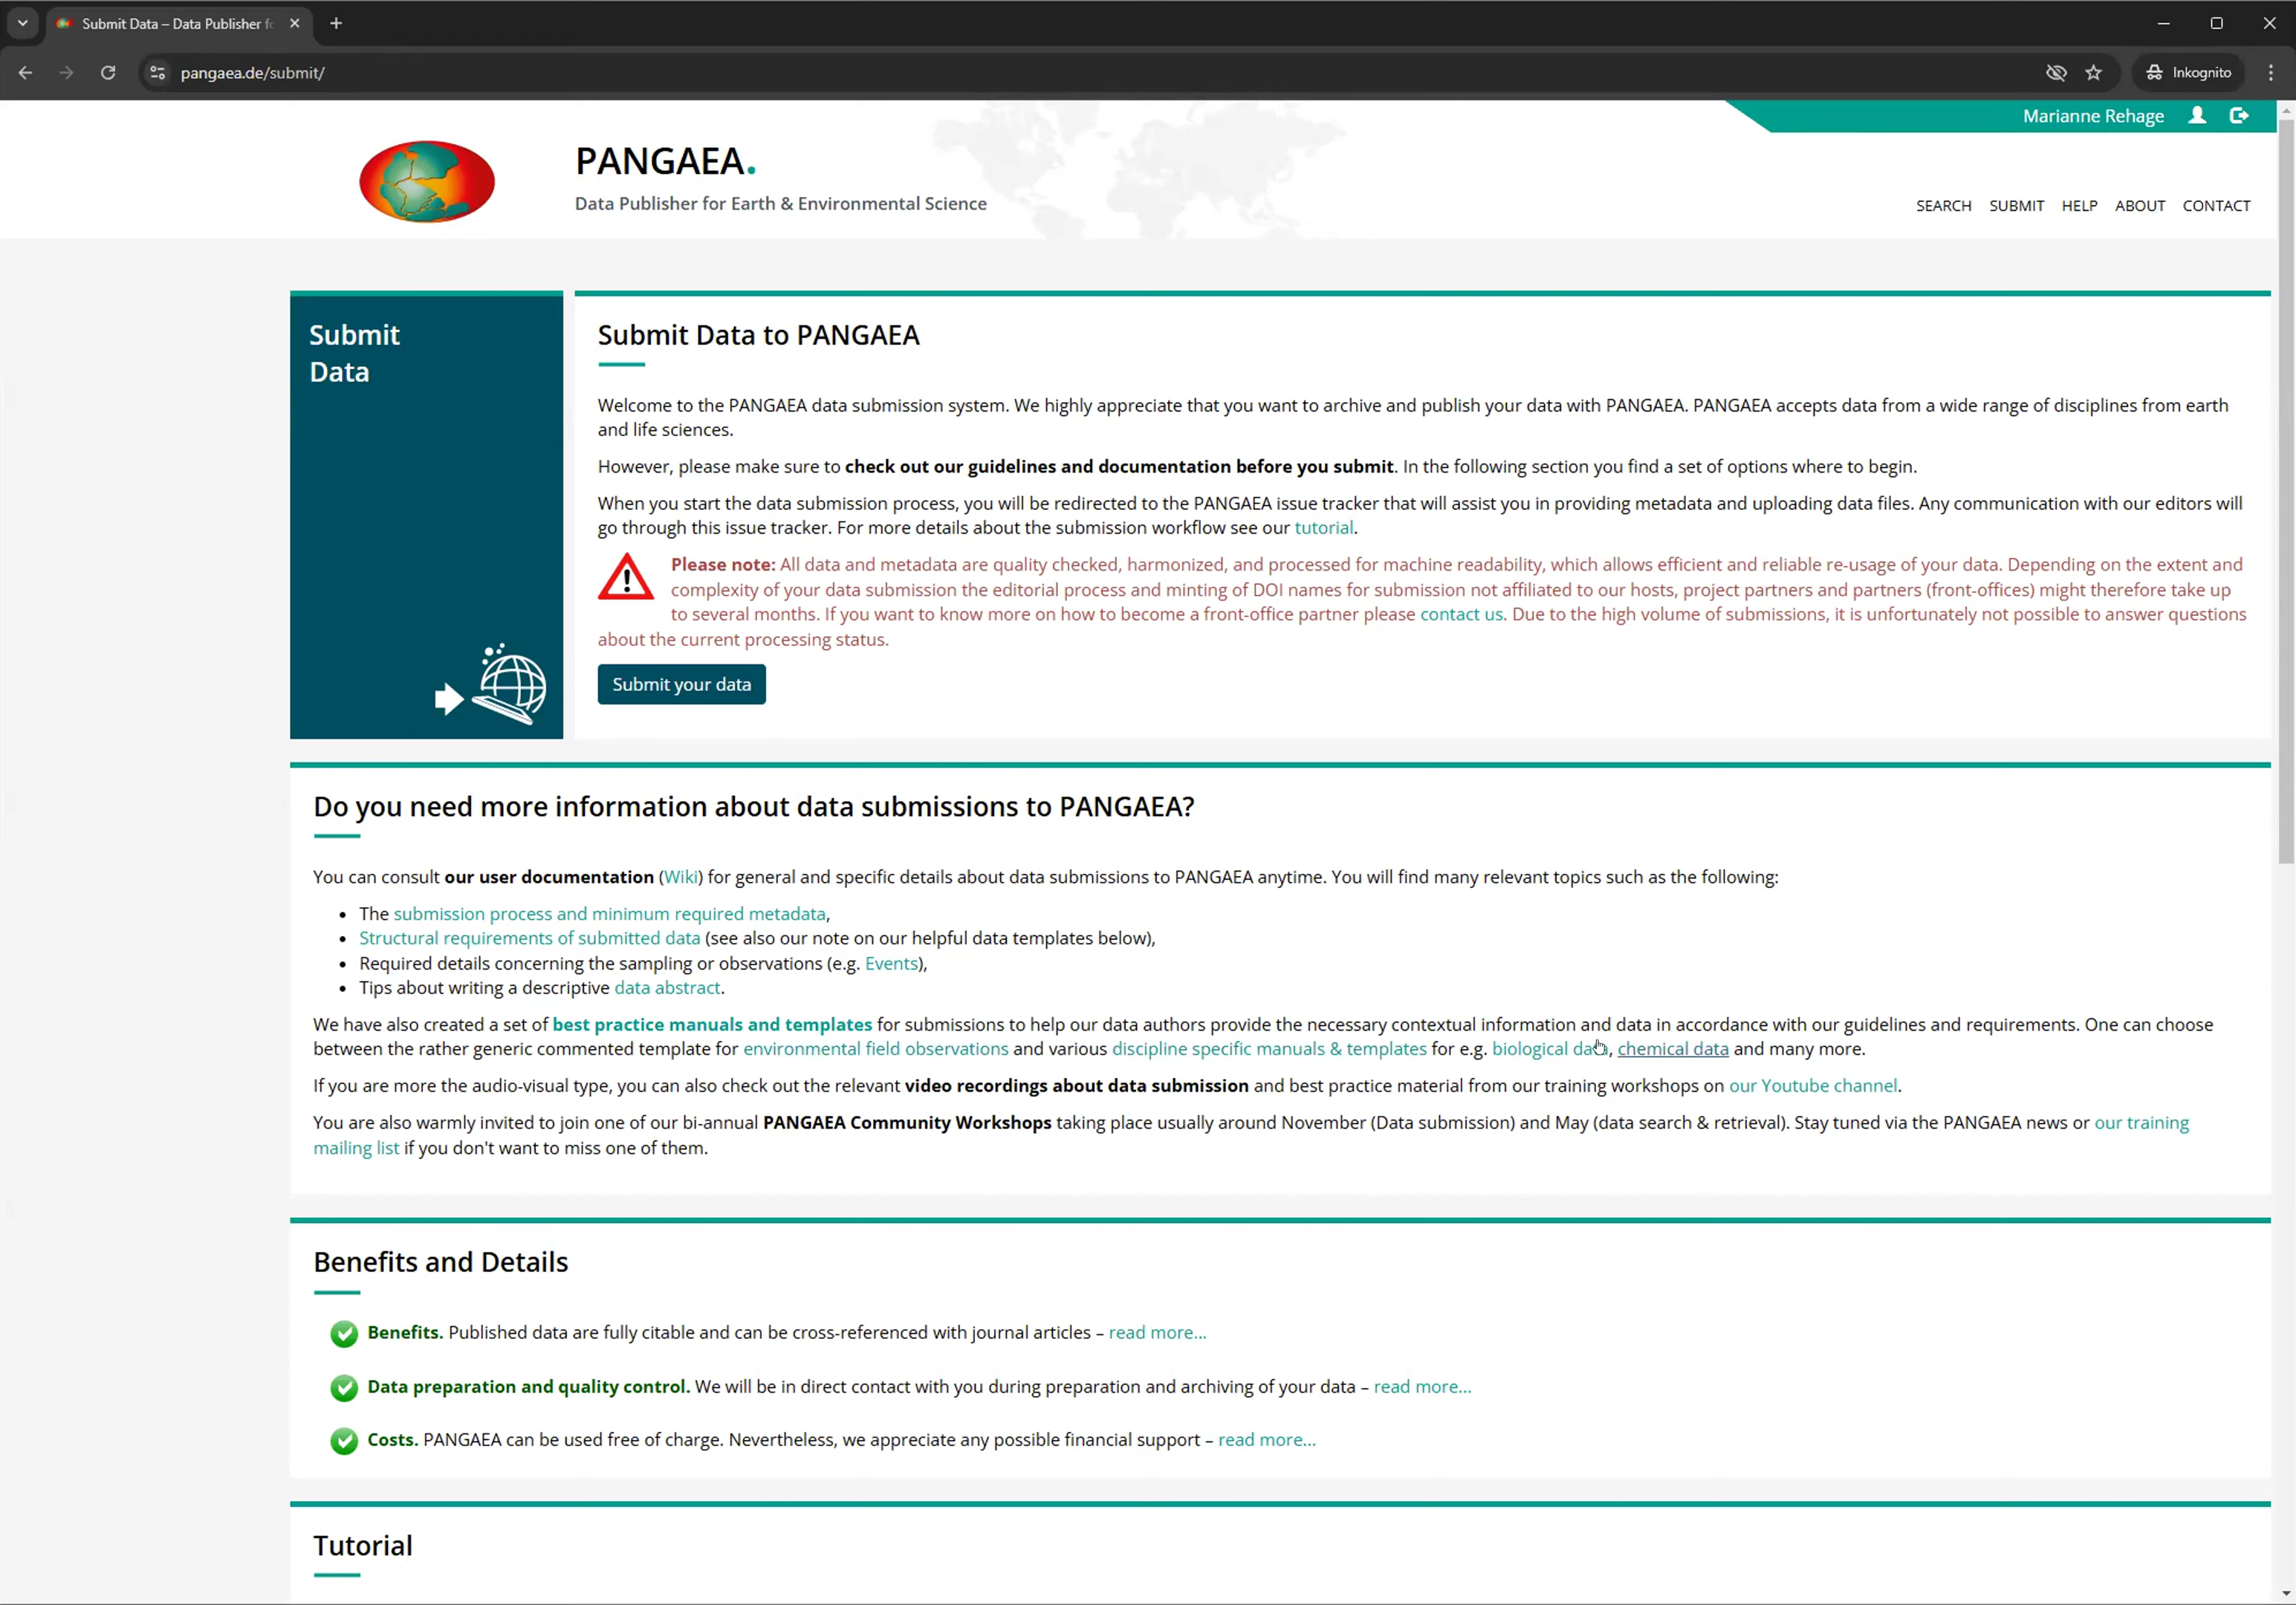 Submit Data – Data Publisher fo
pangaea.de/submit/
Inkognito
Marianne Rehage
PANGAEA.
Data Publisher for Earth & Environmental Science
SEARCH SUBMIT HELP ABOUT CONTACT
Submit
Data
Submit Data to PANGAEA
Welcome to the PANGAEA data submission system. We highly appreciate that you want to archive and publish your data with PANGAEA. PANGAEA accepts data from a wide range of disciplines from earth
and life sciences.
However, please make sure to check out our guidelines and documentation before you submit. In the following section you find a set of options where to begin.
When you start the data submission process, you will be redirected to the PANGAEA issue tracker that will assist you in providing metadata and uploading data files. Any communication with our editors will
go through this issue tracker. For more details about the submission workflow see our tutorial.
Please note: All data and metadata are quality checked, harmonized, and processed for machine readability, which allows efficient and reliable re-usage of your data. Depending on the extent and
complexity of your data submission the editorial process and minting of DOI names for submission not affiliated to our hosts, project partners and partners (front-offices) might therefore take up
to several months. If you want to know more on how to become a front-office partner please contact us. Due to the high volume of submissions, it is unfortunately not possible to answer questions
about the current processing status.
Submit your data
Do you need more information about data submissions to PANGAEA?
You can consult our user documentation (Wiki) for general and specific details about data submissions to PANGAEA anytime. You will find many relevant topics such as the following:
• The submission process and minimum required metadata,
• Structural requirements of submitted data (see also our note on our helpful data templates below),
• Required details concerning the sampling or observations (e.g. Events),
• Tips about writing a descriptive data abstract.
We have also created a set of best practice manuals and templates for submissions to help our data authors provide the necessary contextual information and data in accordance with our guidelines and requirements. One can choose
between the rather generic commented template for environmental field observations and various discipline specific manuals & templates for e.g. biological data, chemical data and many more.
If you are more the audio-visual type, you can also check out the relevant video recordings about data submission and best practice material from our training workshops on our Youtube channel.
You are also warmly invited to join one of our bi-annual PANGAEA Community Workshops taking place usually around November (Data submission) and May (data search & retrieval). Stay tuned via the PANGAEA news or our training
mailing list if you don't want to miss one of them.
Benefits and Details
Benefits. Published data are fully citable and can be cross-referenced with journal articles – read more...
Data preparation and quality control. We will be in direct contact with you during preparation and archiving of your data – read more...
Costs. PANGAEA can be used free of charge. Nevertheless, we appreciate any possible financial support – read more...
Tutorial